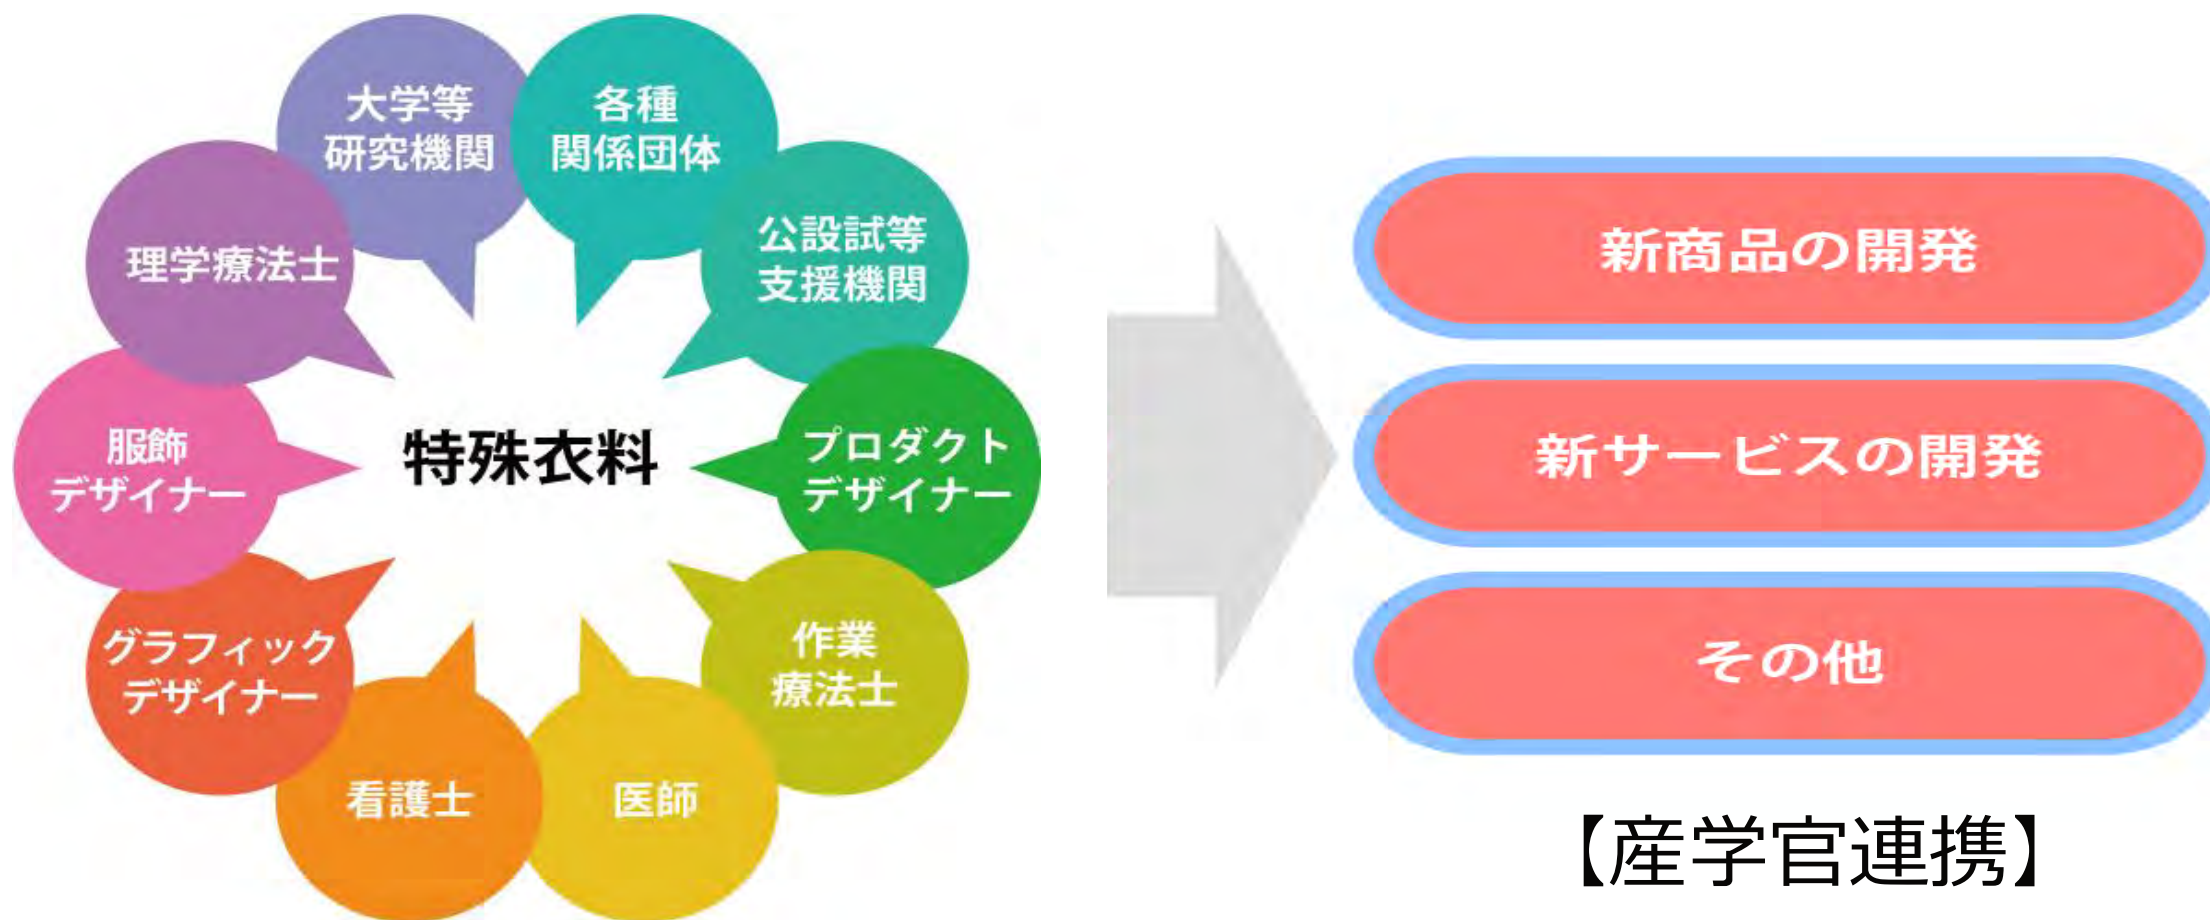 大学等
研究機関
各種
関係団体
公設試等
支援機関
理学療法士
服飾
デザイナー
特殊衣料
プロダクト
デザイナー
グラフィック
デザイナー
作業
療法士
看護士
医師
新商品の開発
新サービスの開発
その他
【産学官連携】